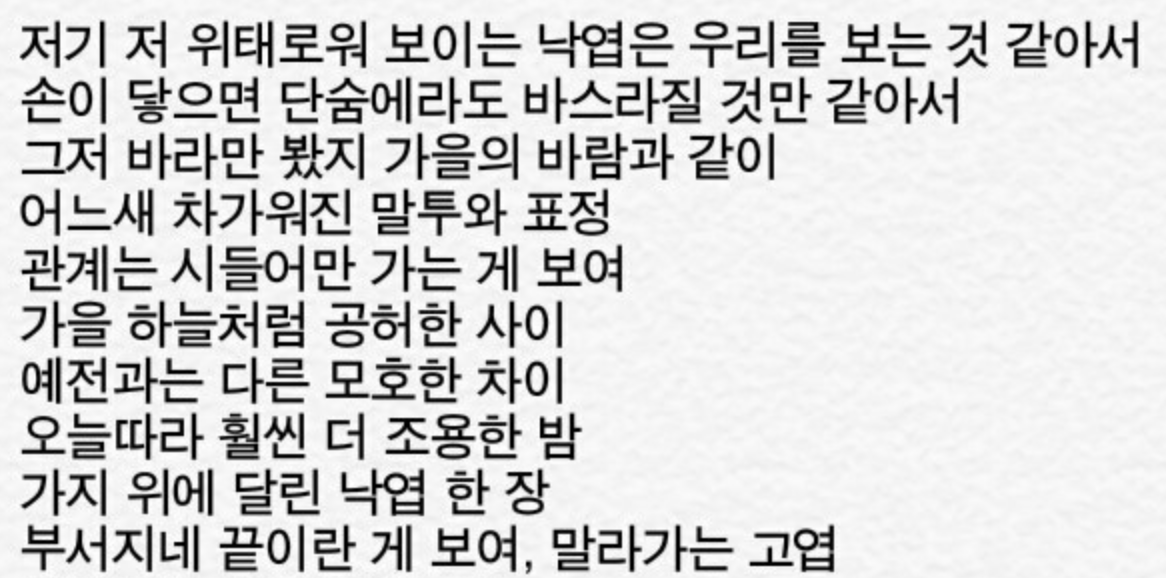 저기 저 위태로워 보이는 낙엽은 우리를 보는 것 같아서
손이 닿으면 단숨에라도 바스라질 것만 같아서
그저 바라만 봤지 가을의 바람과 같이
어느새 차가워진 말투와 표정
관계는 시들어만 가는 게 보여
가을 하늘처럼 공허한 사이
예전과는 다른 모호한 차이
오늘따라 훨씬 더 조용한 밤
가지 위에 달린 낙엽 한 장
부서지네 끝이란 게 보여, 말라가는 고엽